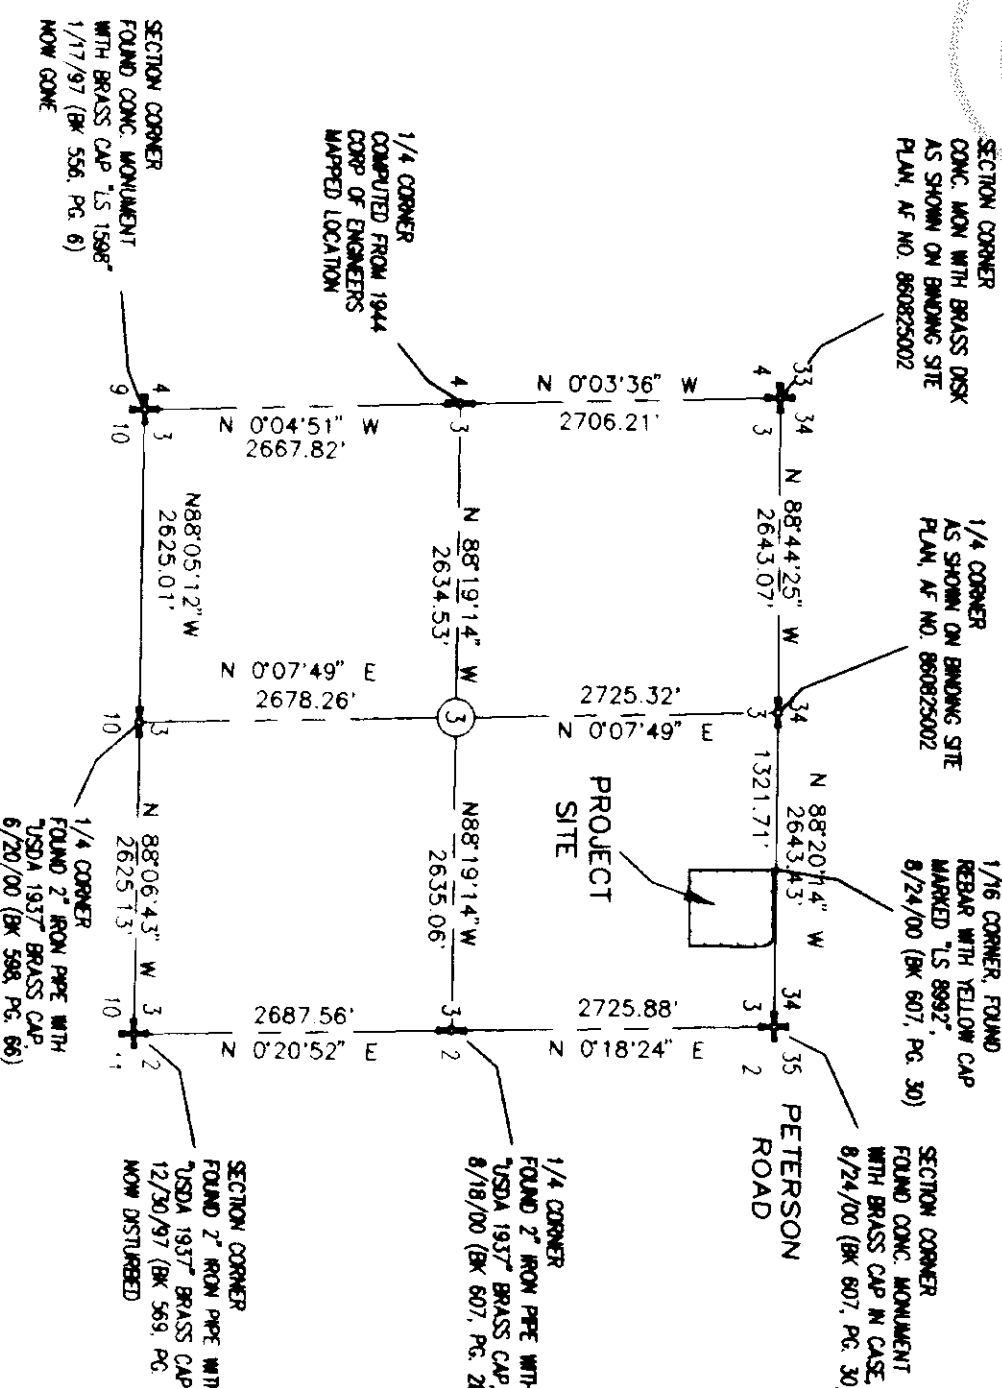 SECTION CORNER
CONC. MON WITH BRASS DISK
AS SHOWN ON BINDING SITE
PLAN, AF NO. 860825002
1/4 CORNER
AS SHOWN ON BINDING SITE
PLAN, AF NO. 860825002
1/16 CORNER, FOUND
REBAR WITH YELLOW CAP
MARKED "LS 8992",
8/24/00 (BK 607, PG. 30)
SECTION CORNER
FOUND CONC. MONUMENT
WITH BRASS CAP IN CASE,
8/24/00 (BK 607, PG. 30
33
34
4
3
N 88°44'25" W
2643.07'
34
3
N 88°20'14" W
2643.43'
1321.71'
34
35
3
2
PETERSON
ROAD
N 0°03'36" W
2706.21'
2725.32'
N 0°07'49" E
PROJECT
SITE
2725.88'
N 0°18'24" E
1/4 CORNER
COMPUTED FROM 1944
CORP OF ENGINEERS
MAPPED LOCATION
4
3
N 88°19'14" W
2634.53'
3
N88°19'14"W
2635.06'
3
2
1/4 CORNER
FOUND 2" IRON PIPE WITH
"USDA 1937" BRASS CAP,
8/18/00 (BK 607, PG.
N 0°04'51" W
2667.82'
N 0°07'49" E
2678.26'
2687.56'
N 0°20'52" E
SECTION CORNER
FOUND CONC. MONUMENT
WITH BRASS CAP "LS 1598"
1/17/97 (BK 556, PG. 6)
NOW GONE
4
3
9
10
N88°05'12"W
2625.01'
3
10
N 88°06'43" W
2625.13'
3
2
10
11
1/4 CORNER
FOUND 2" IRON PIPE WITH
"USDA 1937" BRASS CAP,
6/20/00 (BK 598, PG. 66)
SECTION CORNER
FOUND 2" IRON PIPE WITH
"USDA 1937" BRASS CAP
12/30/97 (BK 569, PG.
NOW DISTURBED